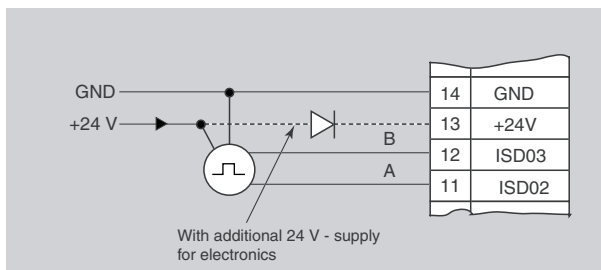 GND
14 GND
+24 V
13 +24V
B
12 ISD03
A
11 ISD02
With additional 24 V - supply
for electronics